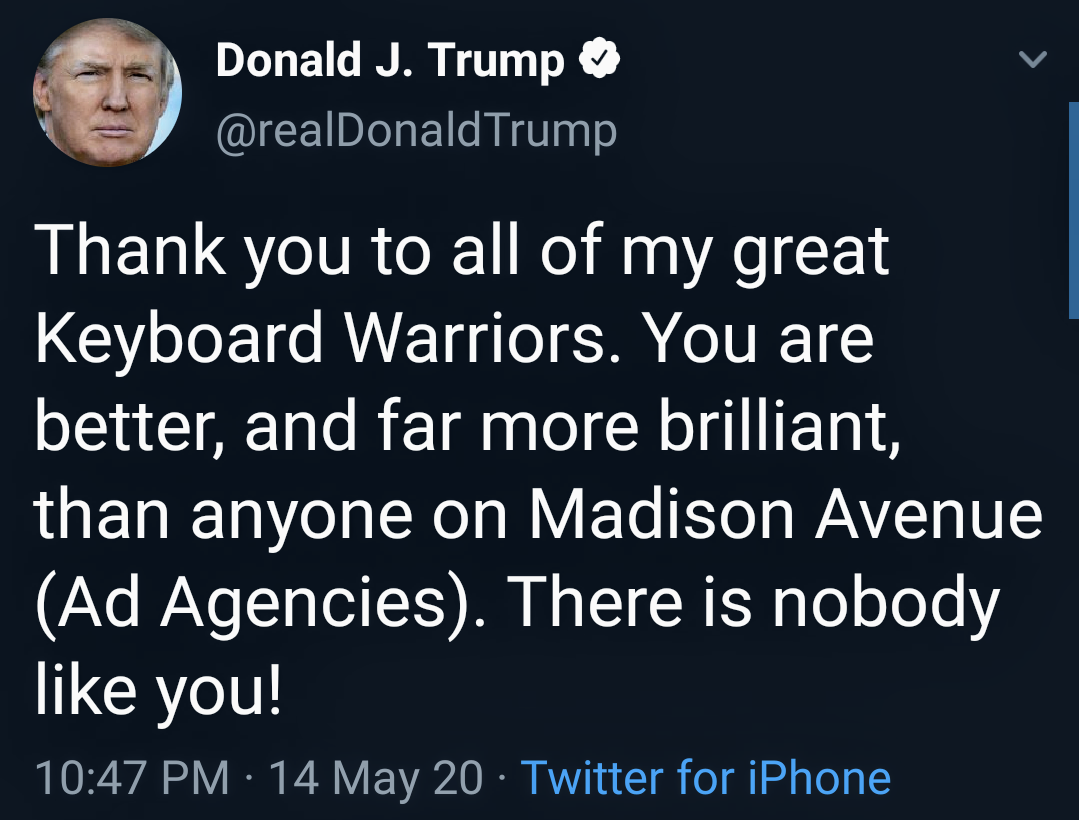 Donald J. Trump
@realDonaldTrump
Thank you to all of my great
Keyboard Warriors. You are
better, and far more brilliant,
than anyone on Madison Avenue
(Ad Agencies). There is nobody
like you!
10:47 PM · 14 May 20 · Twitter for iPhone